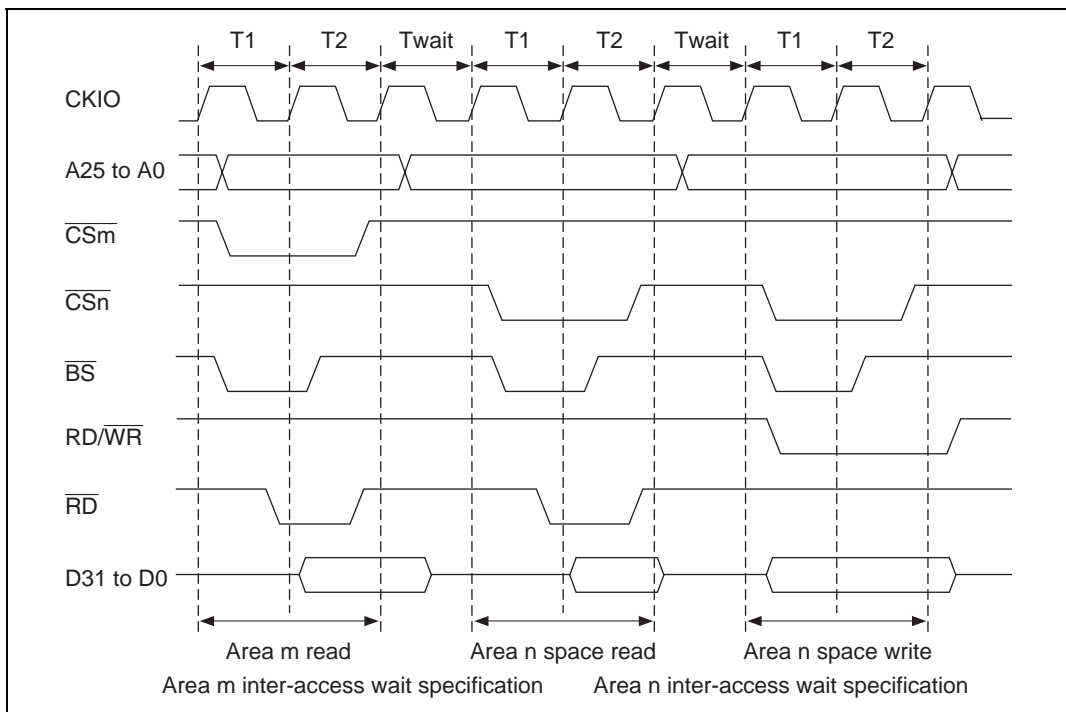 T1 T2 Twait T1 T2 Twait T1 T2
CKIO
A25 to A0
CSm
CSn
BS
RD/WR
RD
D31 to D0
Area m read Area n space read Area n space write
Area m inter-access wait specification Area n inter-access wait specification